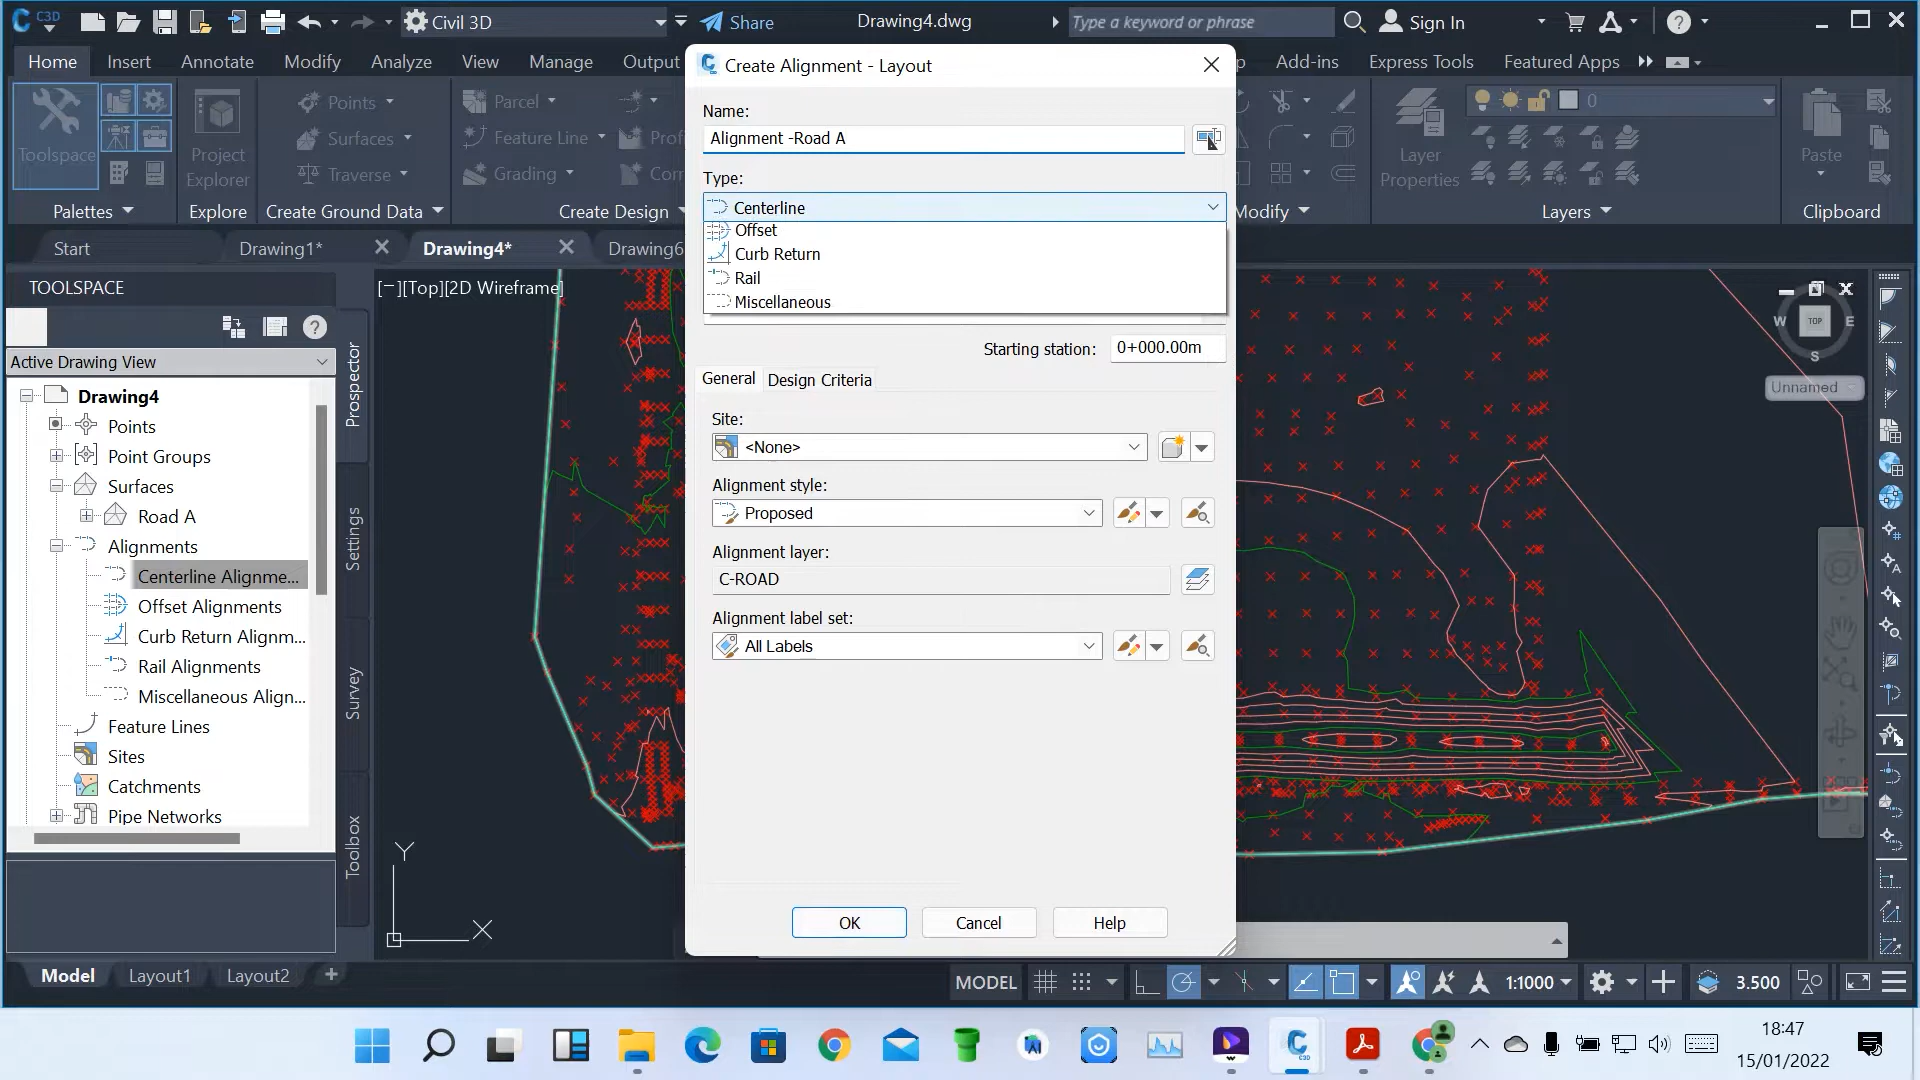 C3D
Civil 3D
Share
Drawing4.dwg
Type a keyword or phrase
Sign In
Home
Insert
Annotate
Modify
Analyze
View
Manage
Output
Add-ins
Express Tools
Featured Apps
Toolspace
Project Explorer
Points
Surfaces
Traverse
Parcel
Feature Line
Grading
Layer Properties
0
Paste
Palettes
Explore
Create Ground Data
Create Design
Modify
Layers
Clipboard
Start
Drawing1*
Drawing4*
Drawing6
TOOLSPACE
Active Drawing View
Drawing4
Points
Point Groups
Surfaces
Road A
Alignments
Centerline Alignme...
Offset Alignments
Curb Return Alignm...
Rail Alignments
Miscellaneous Align...
Feature Lines
Sites
Catchments
Pipe Networks
Prospector
Settings
Survey
Toolbox
[−][Top][2D Wireframe]
W
TOP
E
S
Unnamed
Y
X
Create Alignment - Layout
Name:
Alignment -Road A
Type:
Centerline
Offset
Curb Return
Rail
Miscellaneous
Starting station:
0+000.00m
General
Design Criteria
Site:
<None>
Alignment style:
Proposed
Alignment layer:
C-ROAD
Alignment label set:
All Labels
OK
Cancel
Help
Model
Layout1
Layout2
MODEL
1:1000
3.500
18:47
15/01/2022